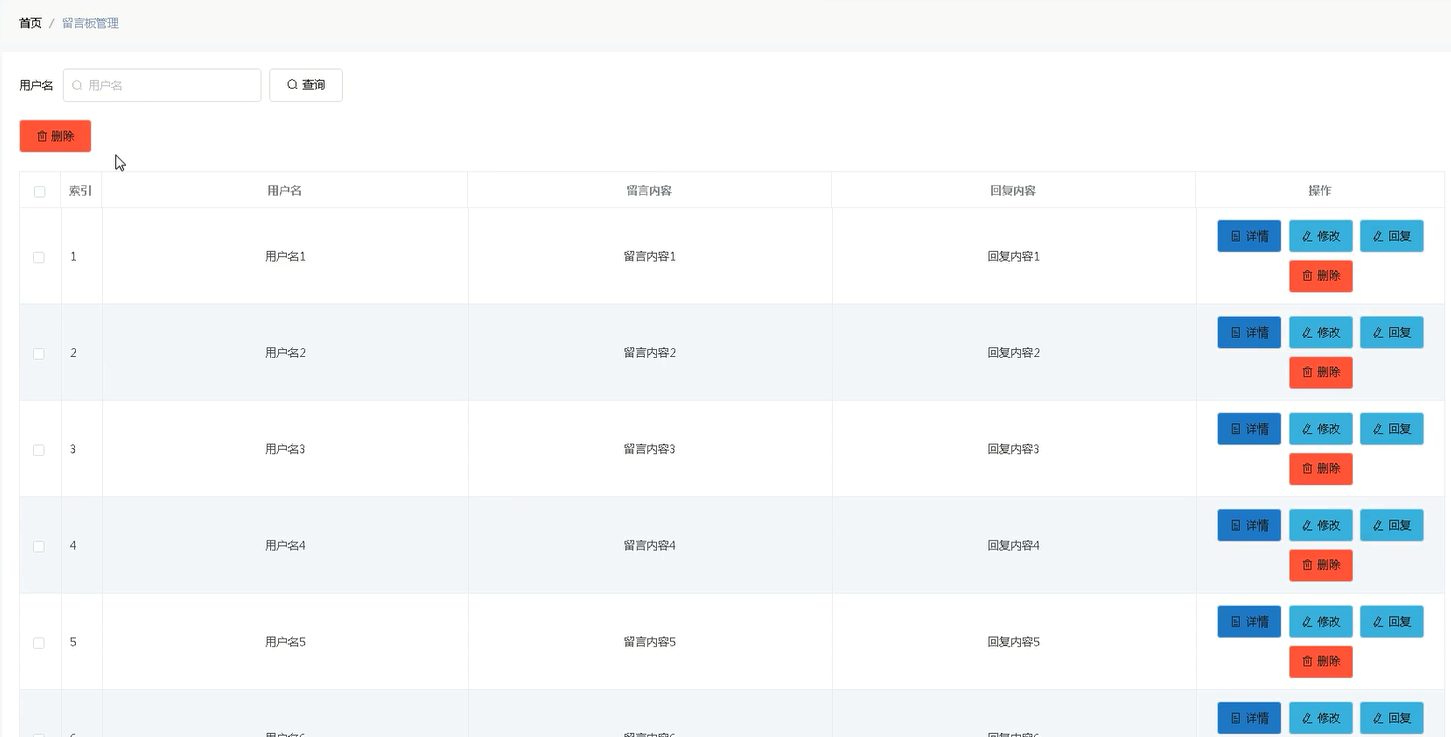 首页 / 留言板管理
用户名 用户名 查询
删除
索引 用户名 留言内容 回复内容 操作
1 用户名1 留言内容1 回复内容1 详情 修改 回复
删除
2 用户名2 留言内容2 回复内容2 详情 修改 回复
删除
3 用户名3 留言内容3 回复内容3 详情 修改 回复
删除
4 用户名4 留言内容4 回复内容4 详情 修改 回复
删除
5 用户名5 留言内容5 回复内容5 详情 修改 回复
删除
详情 修改 回复